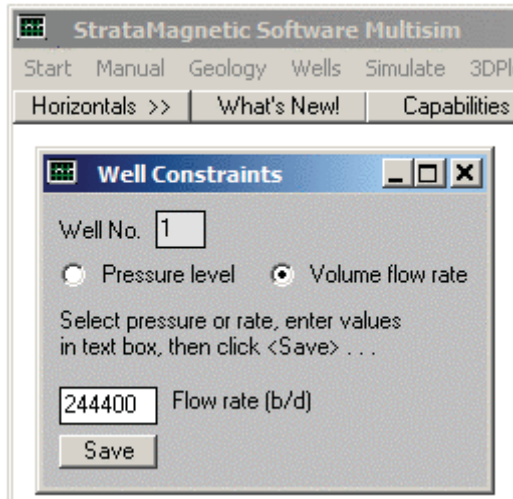 StrataMagnetic Software Multisim
Start Manual Geology Wells Simulate 3DPl
Horizontals >> What's New! Capabilities
Well Constraints
Well No. 1
Pressure level Volume flow rate
Select pressure or rate, enter values
in text box, then click <Save> . . .
244400 Flow rate (b/d)
Save